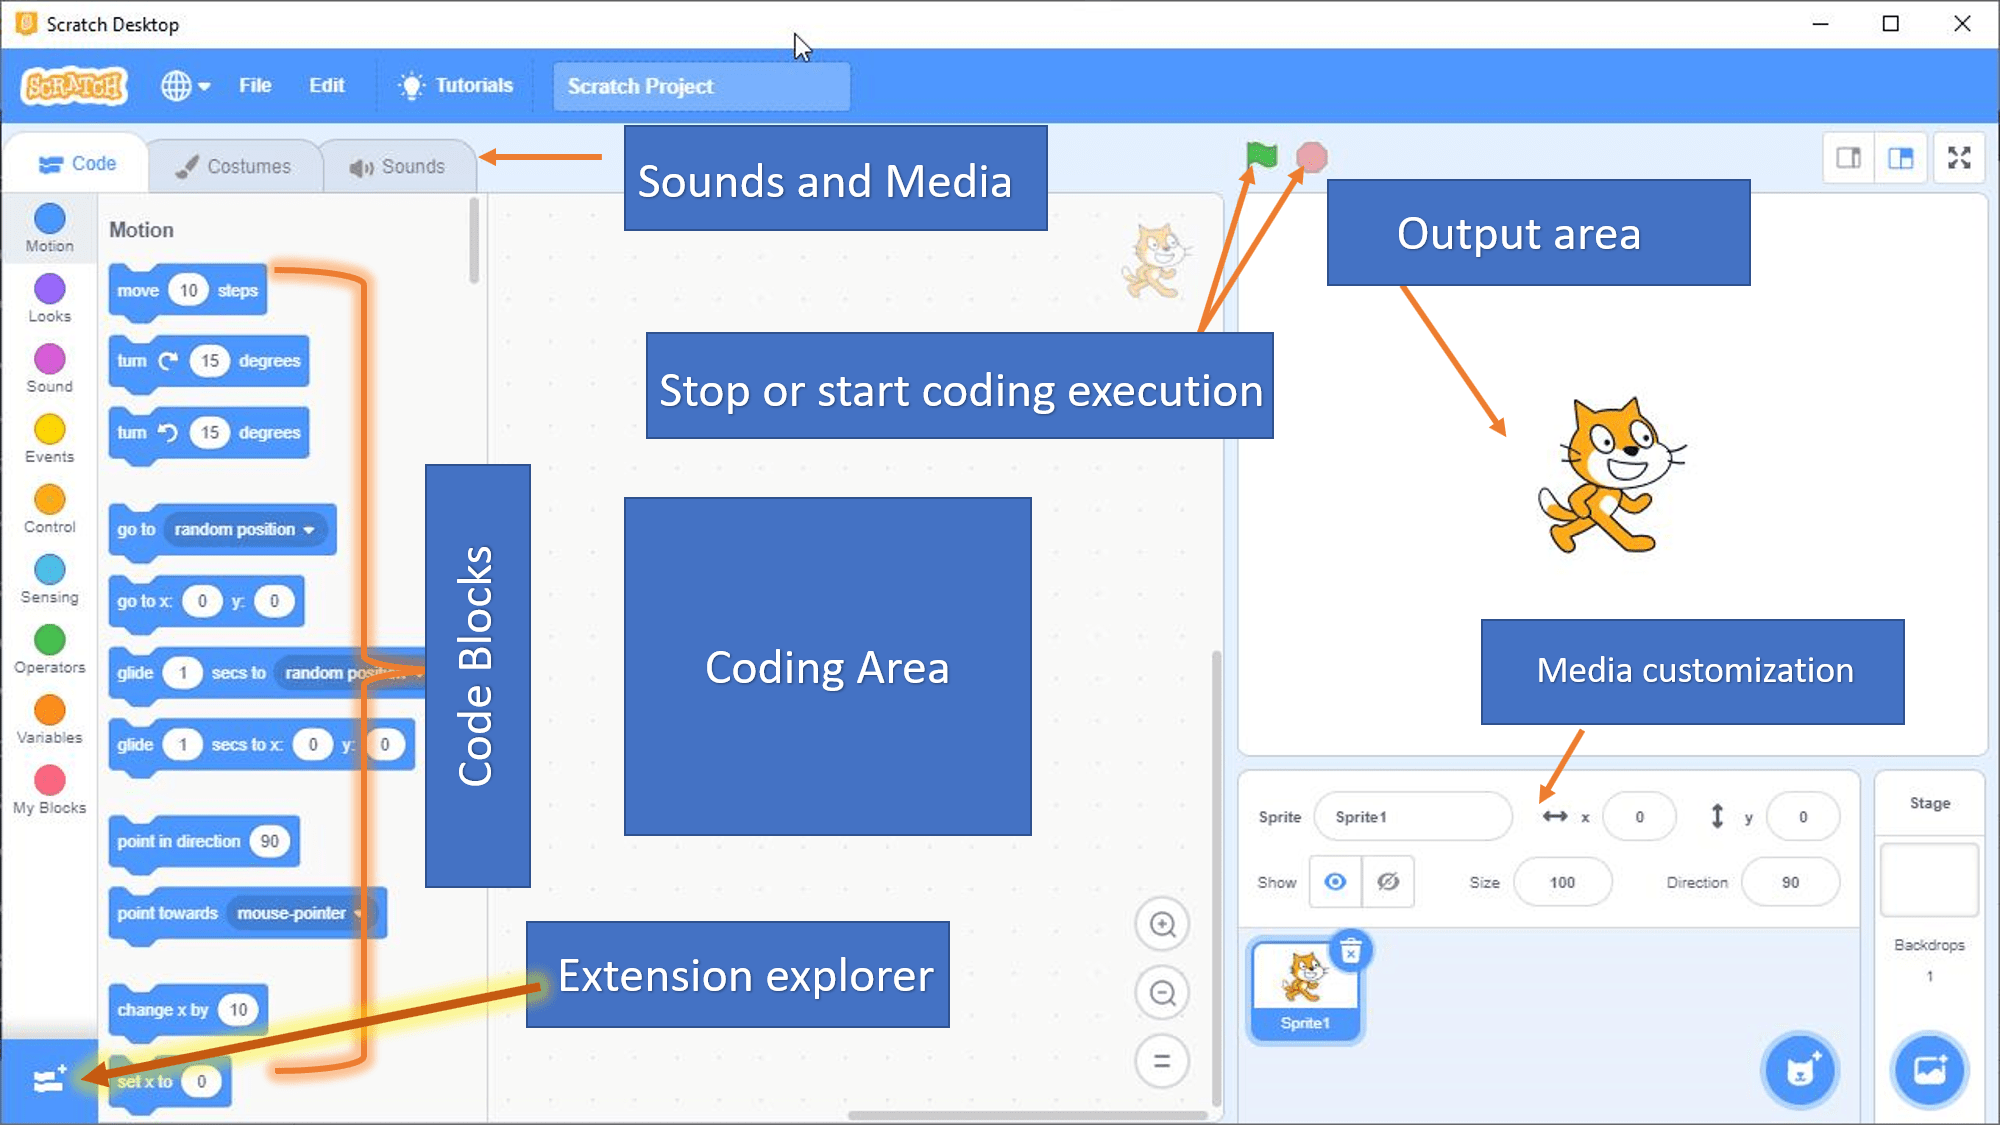 Scratch Desktop
SCRATCH
File
Edit
Tutorials
Scratch Project
Code
Costumes
Sounds
Sounds and Media
Output area
Motion
Looks
Sound
Events
Control
Sensing
Operators
Variables
My Blocks
Motion
move 10 steps
turn 15 degrees
turn 15 degrees
go to random position
go to x: 0 y: 0
glide 1 secs to random
glide 1 secs to x: 0 y: 0
point in direction 90
point towards mouse-pointer
change x by 10
set x to 0
Code Blocks
Stop or start coding execution
Coding Area
Extension explorer
Media customization
Sprite Sprite1 x 0 y 0
Show Size 100 Direction 90
Sprite1
Stage
Backdrops
1